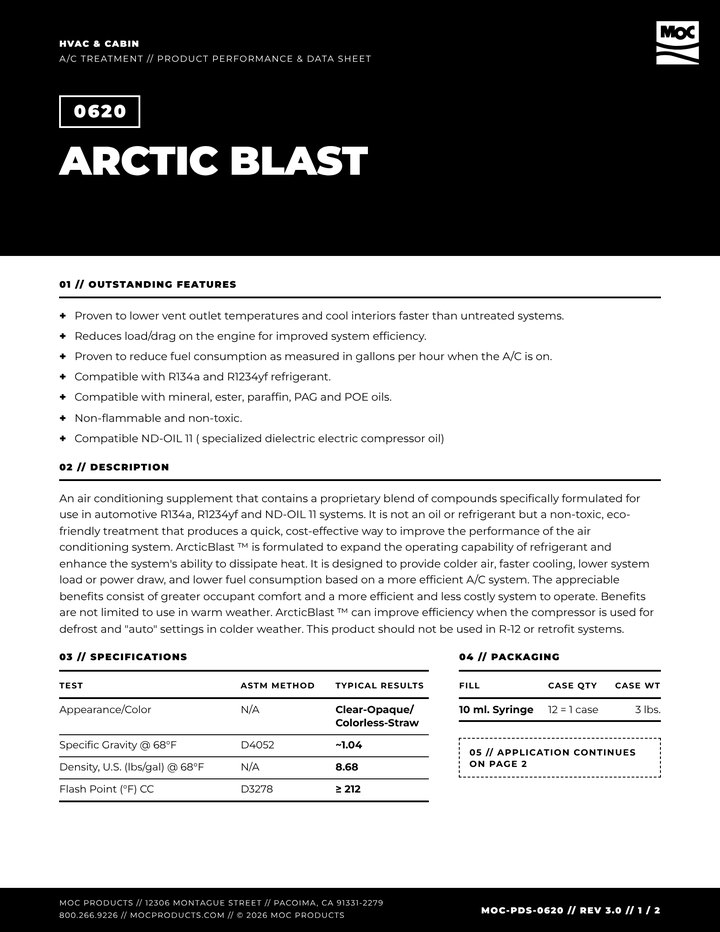 HVAC & CABIN
A/C TREATMENT // PRODUCT PERFORMANCE & DATA SHEET
MOC
0620
ARCTIC BLAST
01 // OUTSTANDING FEATURES
+ Proven to lower vent outlet temperatures and cool interiors faster than untreated systems.
+ Reduces load/drag on the engine for improved system efficiency.
+ Proven to reduce fuel consumption as measured in gallons per hour when the A/C is on.
+ Compatible with R134a and R1234yf refrigerant.
+ Compatible with mineral, ester, paraffin, PAG and POE oils.
+ Non-flammable and non-toxic.
+ Compatible ND-OIL 11 ( specialized dielectric electric compressor oil)
02 // DESCRIPTION
An air conditioning supplement that contains a proprietary blend of compounds specifically formulated for
use in automotive R134a, R1234yf and ND-OIL 11 systems. It is not an oil or refrigerant but a non-toxic, eco-
friendly treatment that produces a quick, cost-effective way to improve the performance of the air
conditioning system. ArcticBlast ™ is formulated to expand the operating capability of refrigerant and
enhance the system's ability to dissipate heat. It is designed to provide colder air, faster cooling, lower system
load or power draw, and lower fuel consumption based on a more efficient A/C system. The appreciable
benefits consist of greater occupant comfort and a more efficient and less costly system to operate. Benefits
are not limited to use in warm weather. ArcticBlast ™ can improve efficiency when the compressor is used for
defrost and "auto" settings in colder weather. This product should not be used in R-12 or retrofit systems.
03 // SPECIFICATIONS
TEST ASTM METHOD TYPICAL RESULTS
Appearance/Color N/A Clear-Opaque/
Colorless-Straw
Specific Gravity @ 68°F D4052 ~1.04
Density, U.S. (lbs/gal) @ 68°F N/A 8.68
Flash Point (°F) CC D3278 ≥ 212
04 // PACKAGING
FILL CASE QTY CASE WT
10 ml. Syringe 12 = 1 case 3 lbs.
05 // APPLICATION CONTINUES
ON PAGE 2
MOC PRODUCTS // 12306 MONTAGUE STREET // PACOIMA, CA 91331-2279
800.266.9226 // MOCPRODUCTS.COM // © 2026 MOC PRODUCTS
MOC-PDS-0620 // REV 3.0 // 1 / 2